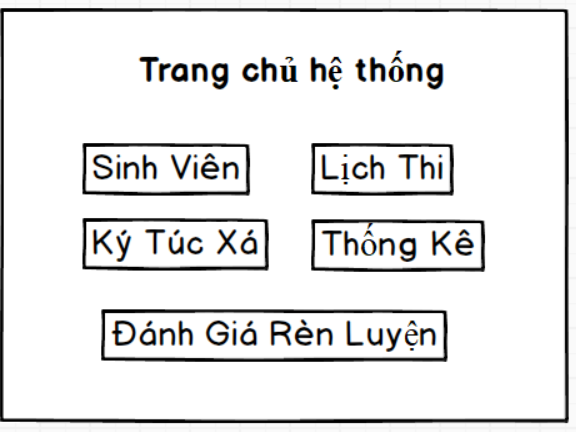 Trang chủ hệ thống
Sinh Viên
Lịch Thi
Ký Túc Xá
Thống Kê
Đánh Giá Rèn Luyện